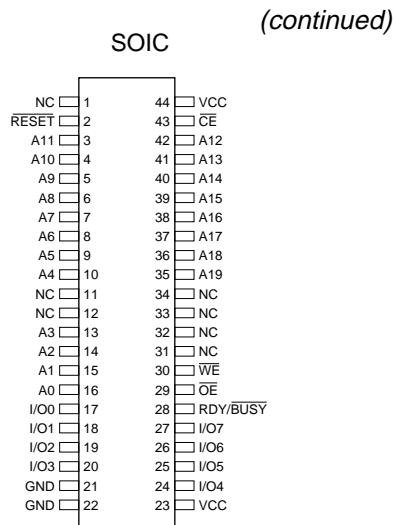 (continued)
SOIC
NC 1 44 VCC
RESET 2 43 CE
A11 3 42 A12
A10 4 41 A13
A9 5 40 A14
A8 6 39 A15
A7 7 38 A16
A6 8 37 A17
A5 9 36 A18
A4 10 35 A19
NC 11 34 NC
NC 12 33 NC
A3 13 32 NC
A2 14 31 NC
A1 15 30 WE
A0 16 29 OE
I/O0 17 28 RDY/BUSY
I/O1 18 27 I/O7
I/O2 19 26 I/O6
I/O3 20 25 I/O5
GND 21 24 I/O4
GND 22 23 VCC